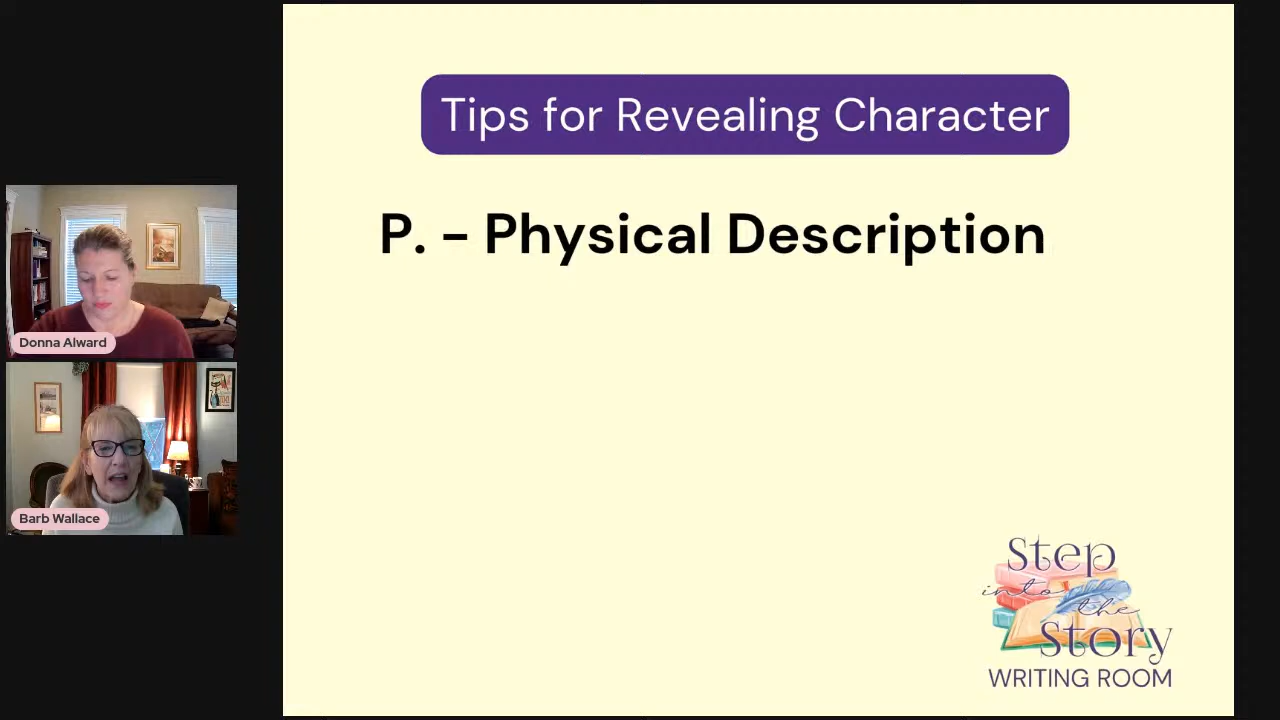 Tips for Revealing Character
P. - Physical Description
Donna Alward
Barb Wallace
Step
into
the
Story
WRITING ROOM